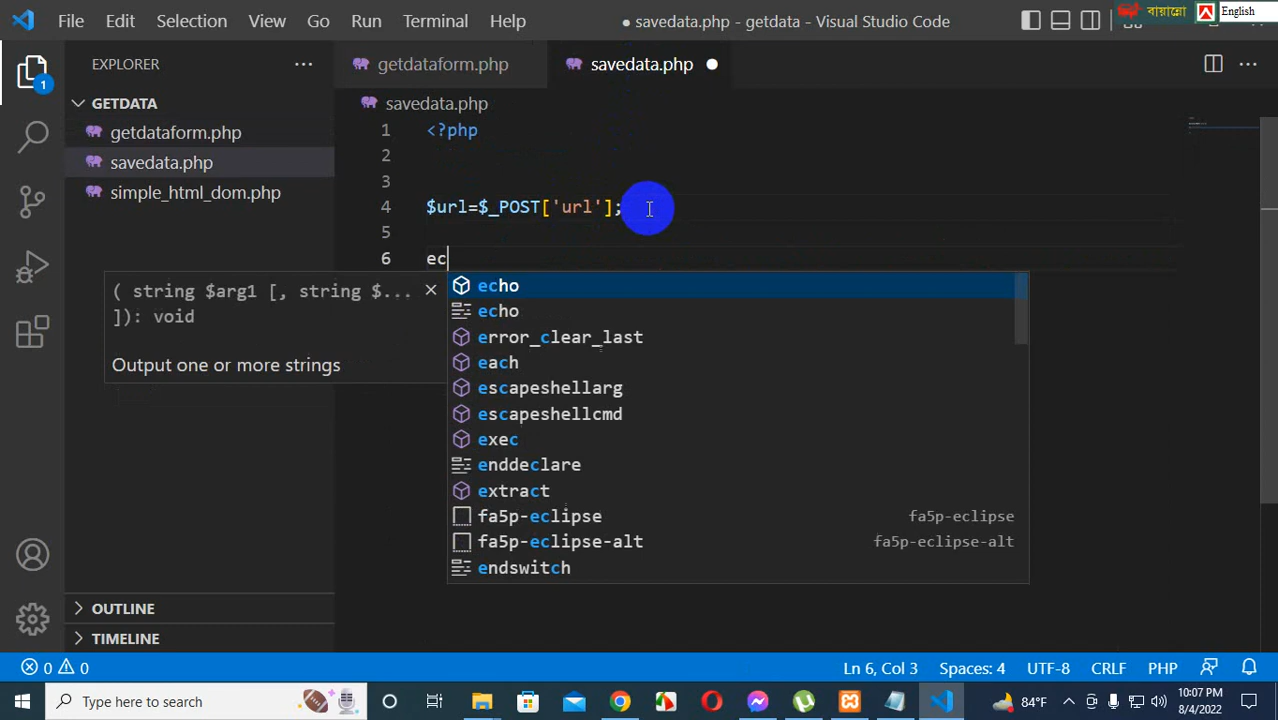 File Edit Selection View Go Run Terminal Help
● savedata.php - getdata - Visual Studio Code
বায়ান্নো English
EXPLORER
getdataform.php
savedata.php
GETDATA
getdataform.php
savedata.php
simple_html_dom.php
savedata.php
1 <?php
2
3
4 $url=$_POST['url'];
5
6 ec
( string $arg1 [, string $...
]): void
Output one or more strings
echo
echo
error_clear_last
each
escapeshellarg
escapeshellcmd
exec
enddeclare
extract
fa5p-eclipse fa5p-eclipse
fa5p-eclipse-alt fa5p-eclipse-alt
endswitch
OUTLINE
TIMELINE
1
0 0
Ln 6, Col 3 Spaces: 4 UTF-8 CRLF PHP
Type here to search
84°F
10:07 PM
8/4/2022